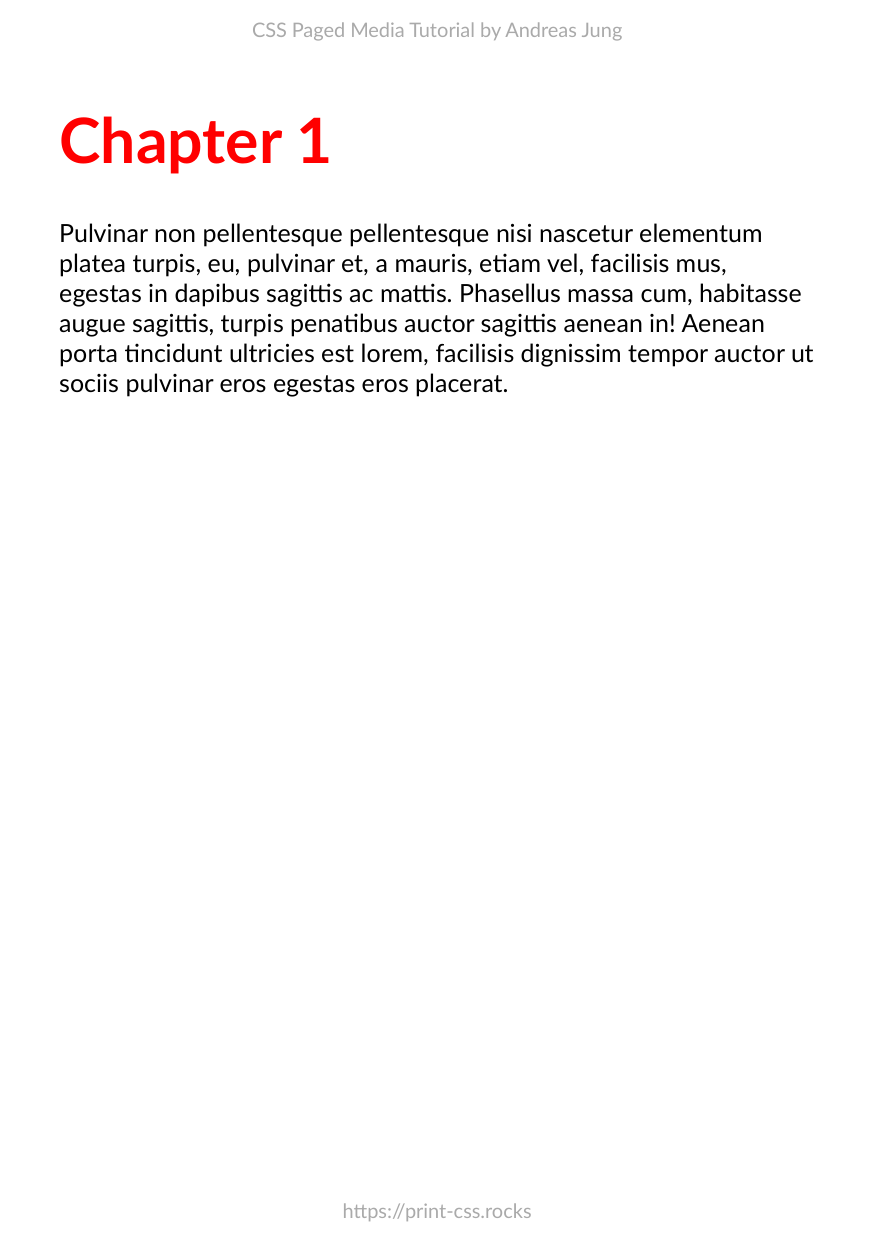 CSS Paged Media Tutorial by Andreas Jung
Chapter 1
Pulvinar non pellentesque pellentesque nisi nascetur elementum
platea turpis, eu, pulvinar et, a mauris, etiam vel, facilisis mus,
egestas in dapibus sagittis ac mattis. Phasellus massa cum, habitasse
augue sagittis, turpis penatibus auctor sagittis aenean in! Aenean
porta tincidunt ultricies est lorem, facilisis dignissim tempor auctor ut
sociis pulvinar eros egestas eros placerat.
https://print-css.rocks